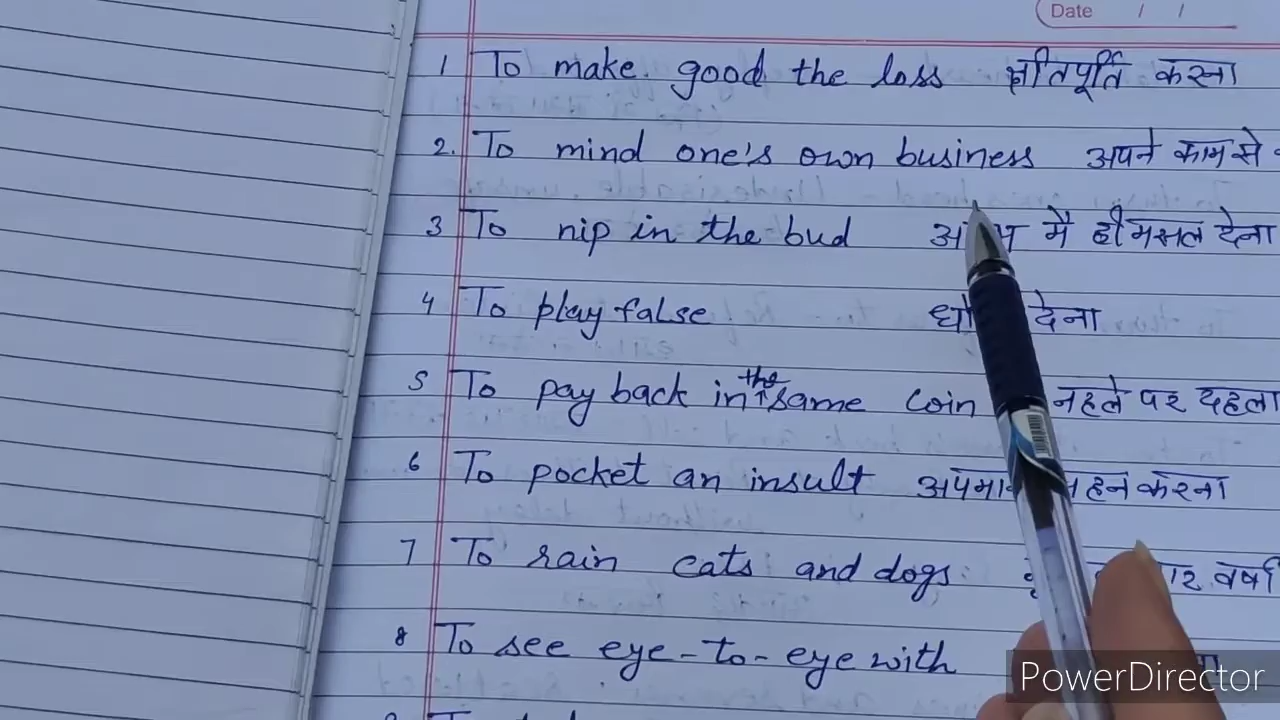 Date / /
1 To make good the loss क्षतिपूर्ति करना
2. To mind one's own business अपने काम से
3 To nip in the bud में ही मसल देना
4 To play false देना
5 To pay back in the same coin नहले पर दहला
6 To pocket an insult सहन करना
7 To rain cats and dogs वर्षा
8 To see eye-to-eye with
PowerDirector